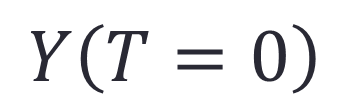 Y(T = 0)